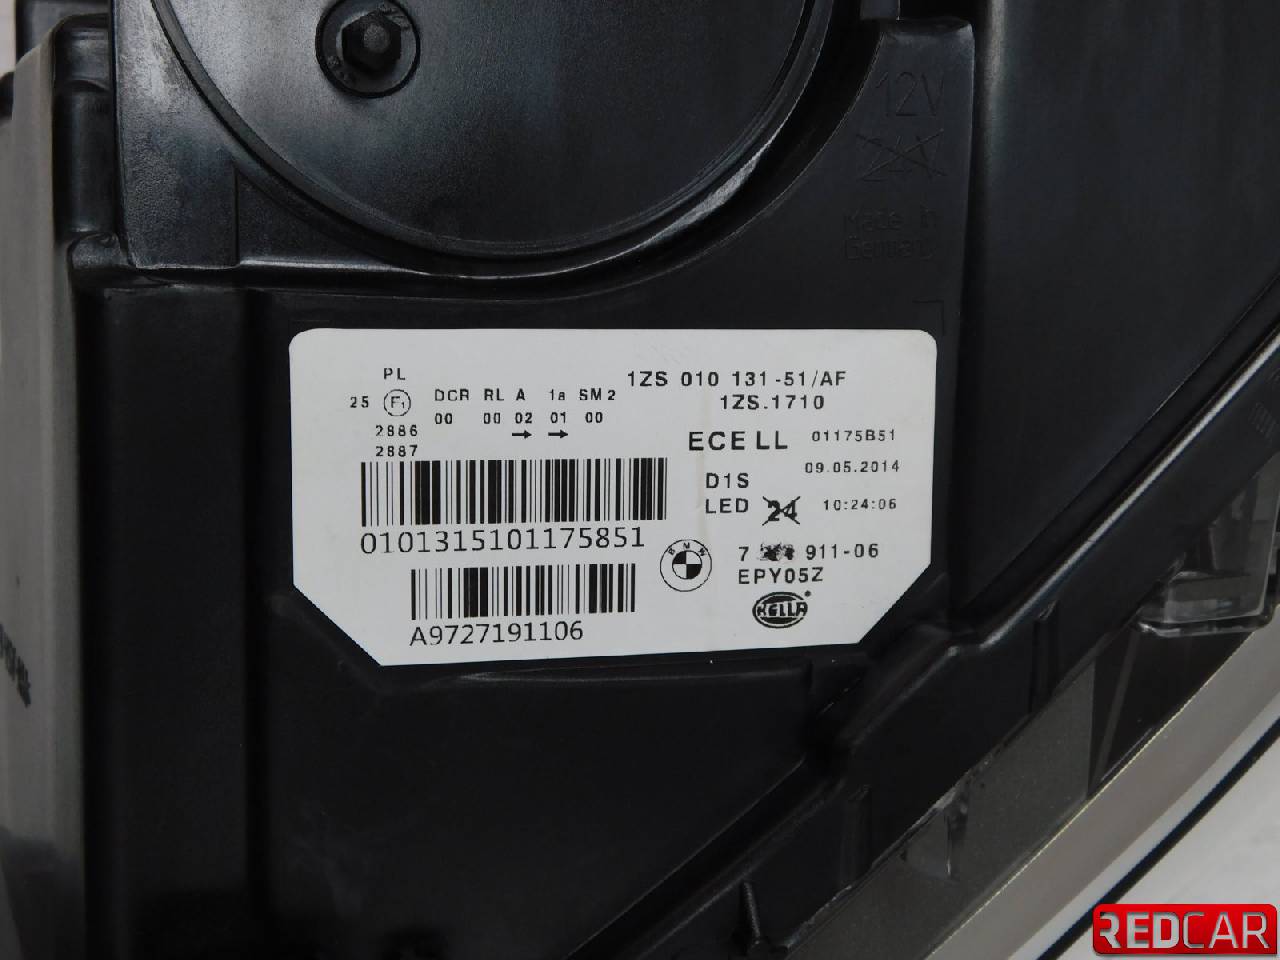 12V
24
Made in
Germany
PL
25 F1 DCR RL A 1a SM2
00 00 02 01 00
2886
2887
0101315101175851
A9727191106
1ZS 010 131-51/AF
1ZS.1710
ECE LL 01175B51
D1S 09.05.2014
LED 24 10:24:06
BMW 7 911-06
EPY05Z
HELLA
REDCAR